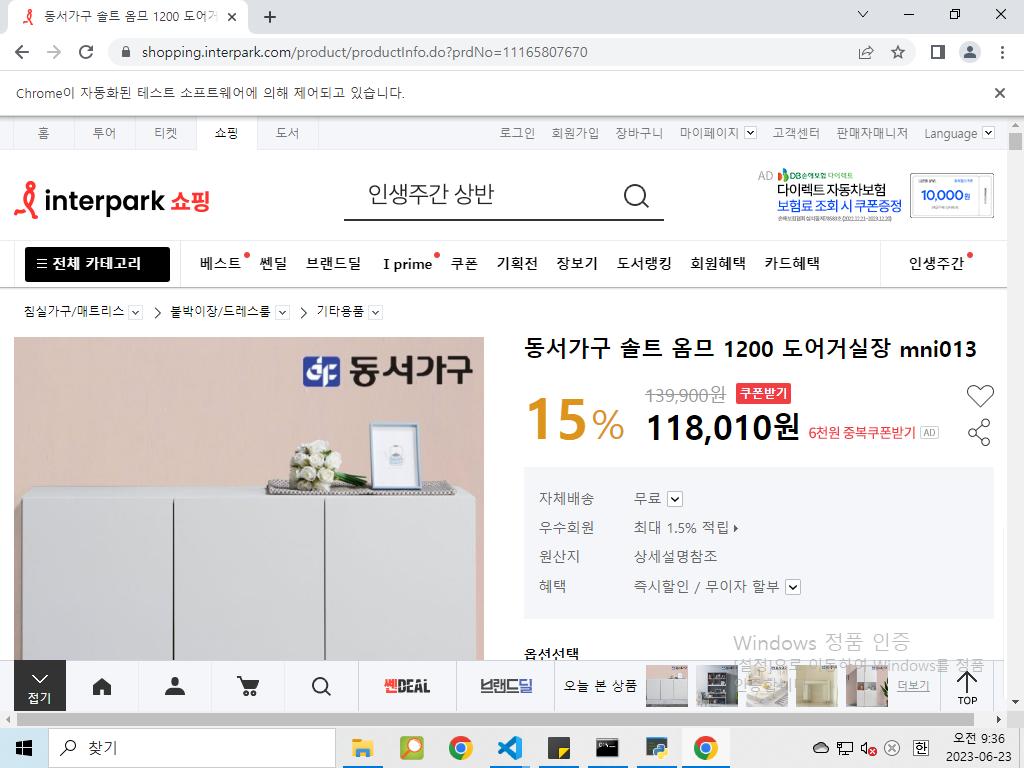 동서가구 솔트 옴므 1200 도어거
shopping.interpark.com/product/productInfo.do?prdNo=11165807670
Chrome이 자동화된 테스트 소프트웨어에 의해 제어되고 있습니다.
홈 투어 티켓 쇼핑 도서 로그인 회원가입 장바구니 마이페이지 고객센터 판매자매니저 Language
interpark 쇼핑
인생주간 상반
AD DB손해보험 다이렉트
다이렉트 자동차보험
보험료 조회 시 쿠폰증정
10,000원
전체 카테고리 베스트 쎈딜 브랜드딜 I prime 쿠폰 기획전 장보기 도서랭킹 회원혜택 카드혜택 인생주간
침실가구/매트리스 붙박이장/드레스룸 기타용품
동서가구
동서가구 솔트 옴므 1200 도어거실장 mni013
15%
139,900원 쿠폰받기
118,010원 6천원 중복쿠폰받기 AD
자체배송 무료
우수회원 최대 1.5% 적립
원산지 상세설명참조
혜택 즉시할인 / 무이자 할부
옵션선택
Windows 정품 인증
[설정]으로 이동하여 Windows를 정품
접기
쎈DEAL
브랜드딜
오늘 본 상품
더보기
TOP
찾기
한
오전 9:36
2023-06-23